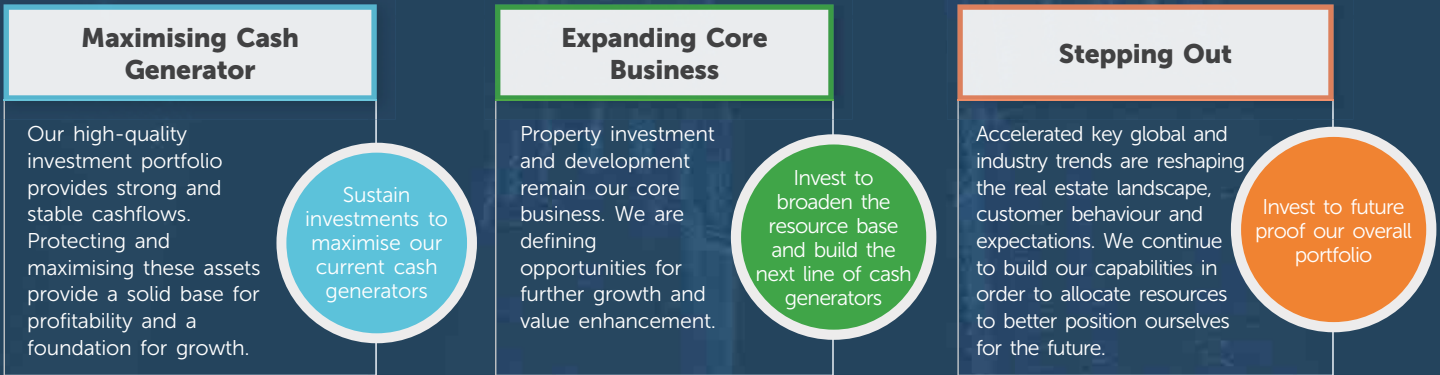 Maximising Cash
Generator
Our high-quality
investment portfolio
provides strong and
stable cashflows.
Protecting and
maximising these assets
provide a solid base for
profitability and a
foundation for growth.
Sustain
investments to
maximise our
current cash
generators
Expanding Core
Business
Property investment
and development
remain our core
business. We are
defining
opportunities for
further growth and
value enhancement.
Invest to
broaden the
resource base
and build the
next line of cash
generators
Stepping Out
Accelerated key global and
industry trends are reshaping
the real estate landscape,
customer behaviour and
expectations. We continue
to build our capabilities in
order to allocate resources
to better position ourselves
for the future.
Invest to future
proof our overall
portfolio